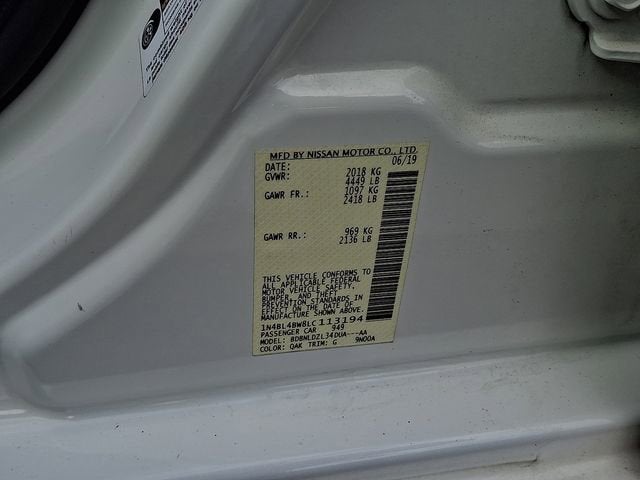 MFD BY NISSAN MOTOR CO., LTD.
DATE: 06/19
GVWR: 2018 KG
4449 LB
GAWR FR.: 1097 KG
2418 LB
GAWR RR.: 969 KG
2136 LB
THIS VEHICLE CONFORMS TO
ALL APPLICABLE FEDERAL
MOTOR VEHICLE SAFETY,
BUMPER, AND THEFT
PREVENTION STANDARDS IN
EFFECT ON THE DATE OF
MANUFACTURE SHOWN ABOVE.
1N4BL4BW8LC113194
PASSENGER CAR 949
MODEL: BDBNLDZL34DUA---AA
COLOR: QAK TRIM: G 9N00A